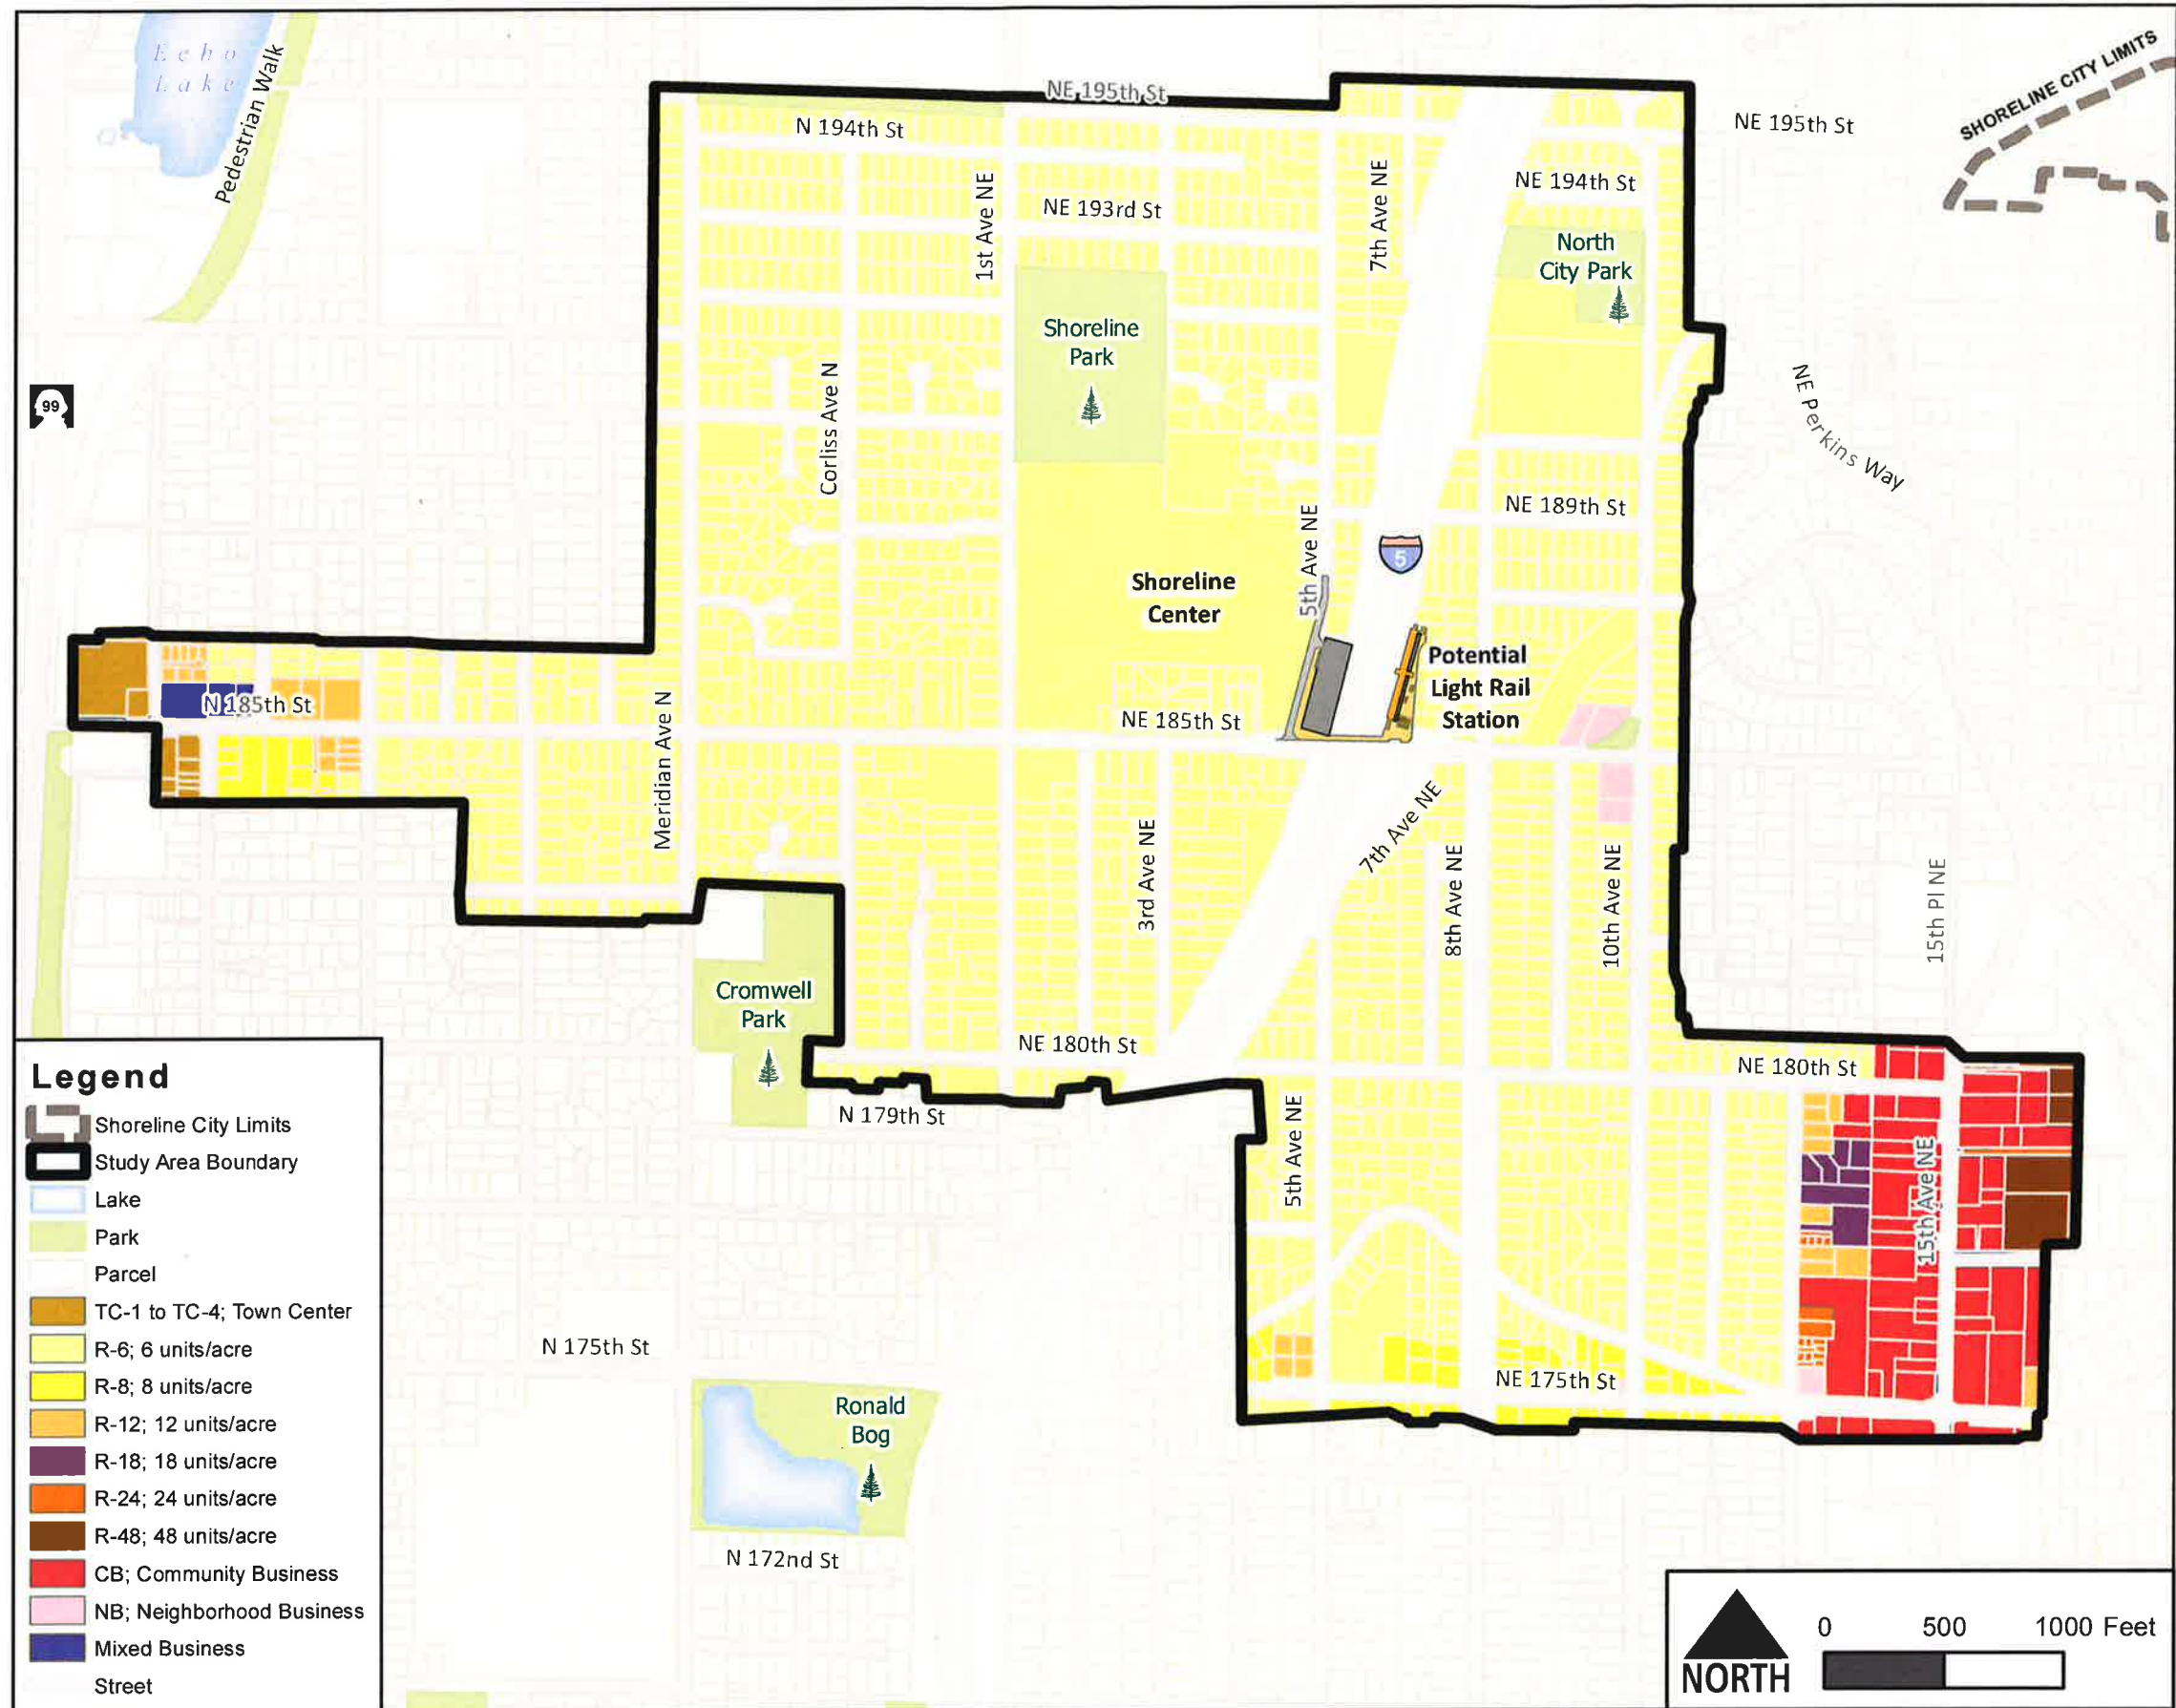 Echo
Lake
Pedestrian Walk
NE 195th St
N 194th St
NE 195th St
SHORELINE CITY LIMITS
1st Ave NE
NE 193rd St
7th Ave NE
NE 194th St
North
City Park
Shoreline
Park
99
Corliss Ave N
NE Perkins Way
NE 189th St
5th Ave NE
5
Shoreline
Center
Potential
Light Rail
Station
N 185th St
NE 185th St
Meridian Ave N
7th Ave NE
3rd Ave NE
8th Ave NE
10th Ave NE
15th Pl NE
Cromwell
Park
NE 180th St
NE 180th St
N 179th St
5th Ave NE
15th Ave NE
N 175th St
NE 175th St
Ronald
Bog
N 172nd St
Legend
Shoreline City Limits
Study Area Boundary
Lake
Park
Parcel
TC-1 to TC-4; Town Center
R-6; 6 units/acre
R-8; 8 units/acre
R-12; 12 units/acre
R-18; 18 units/acre
R-24; 24 units/acre
R-48; 48 units/acre
CB; Community Business
NB; Neighborhood Business
Mixed Business
Street
NORTH
0 500 1000 Feet